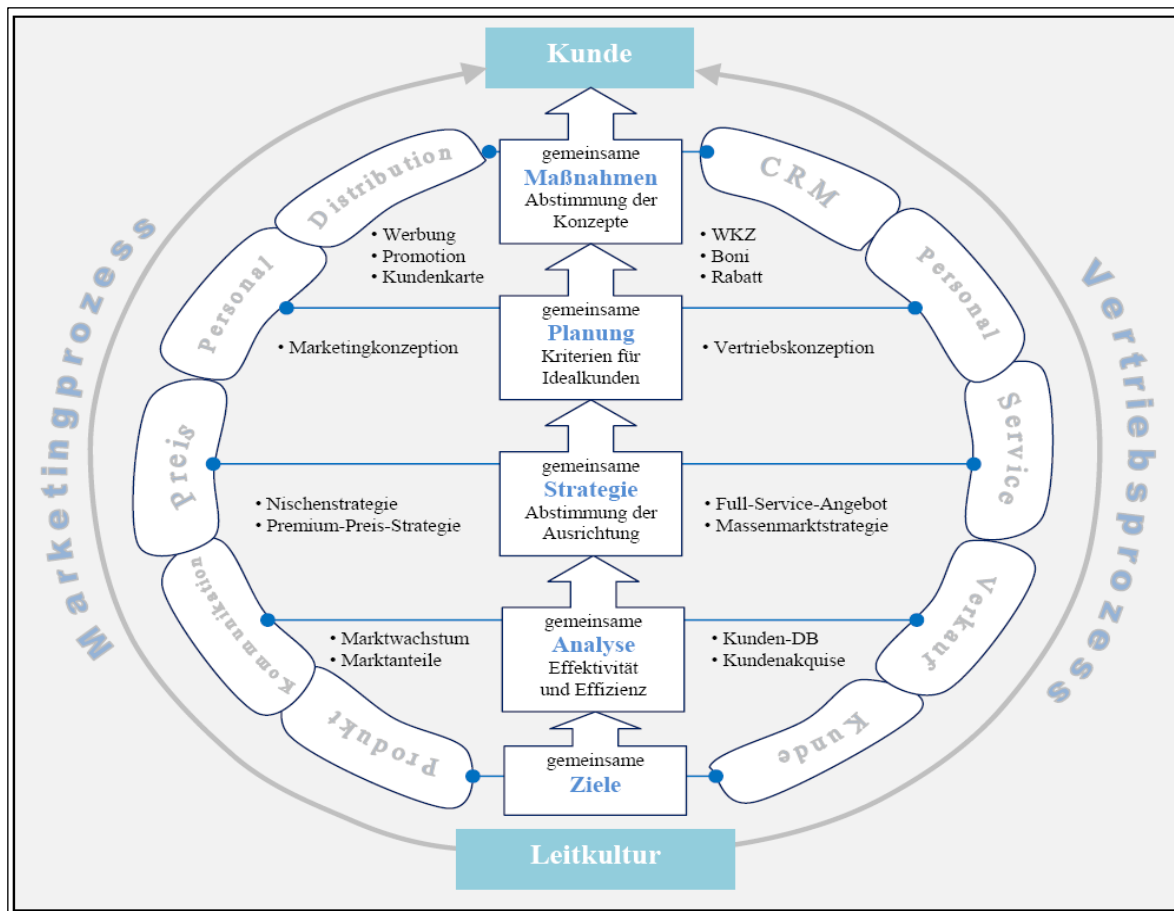 Kunde
gemeinsame
Maßnahmen
Abstimmung der
Konzepte
Distribution
CRM
• Werbung
• Promotion
• Kundenkarte
• WKZ
• Boni
• Rabatt
Personal
Personal
gemeinsame
Planung
Kriterien für
Idealkunden
• Marketingkonzeption
• Vertriebskonzeption
Marketingprozess
Vertriebsprozess
Preis
Service
gemeinsame
Strategie
Abstimmung der
Ausrichtung
• Nischenstrategie
• Premium-Preis-Strategie
• Full-Service-Angebot
• Massenmarktstrategie
Kommunikation
Verkauf
gemeinsame
Analyse
Effektivität
und Effizienz
• Marktwachstum
• Marktanteile
• Kunden-DB
• Kundenakquise
Produkt
Kunde
gemeinsame
Ziele
Leitkultur